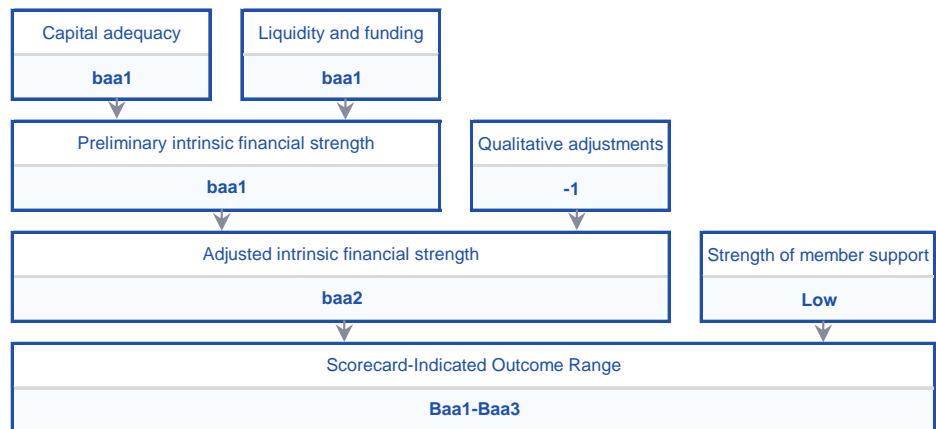 Capital adequacy
baa1
Liquidity and funding
baa1
Preliminary intrinsic financial strength
baa1
Qualitative adjustments
-1
Adjusted intrinsic financial strength
baa2
Strength of member support
Low
Scorecard-Indicated Outcome Range
Baa1-Baa3